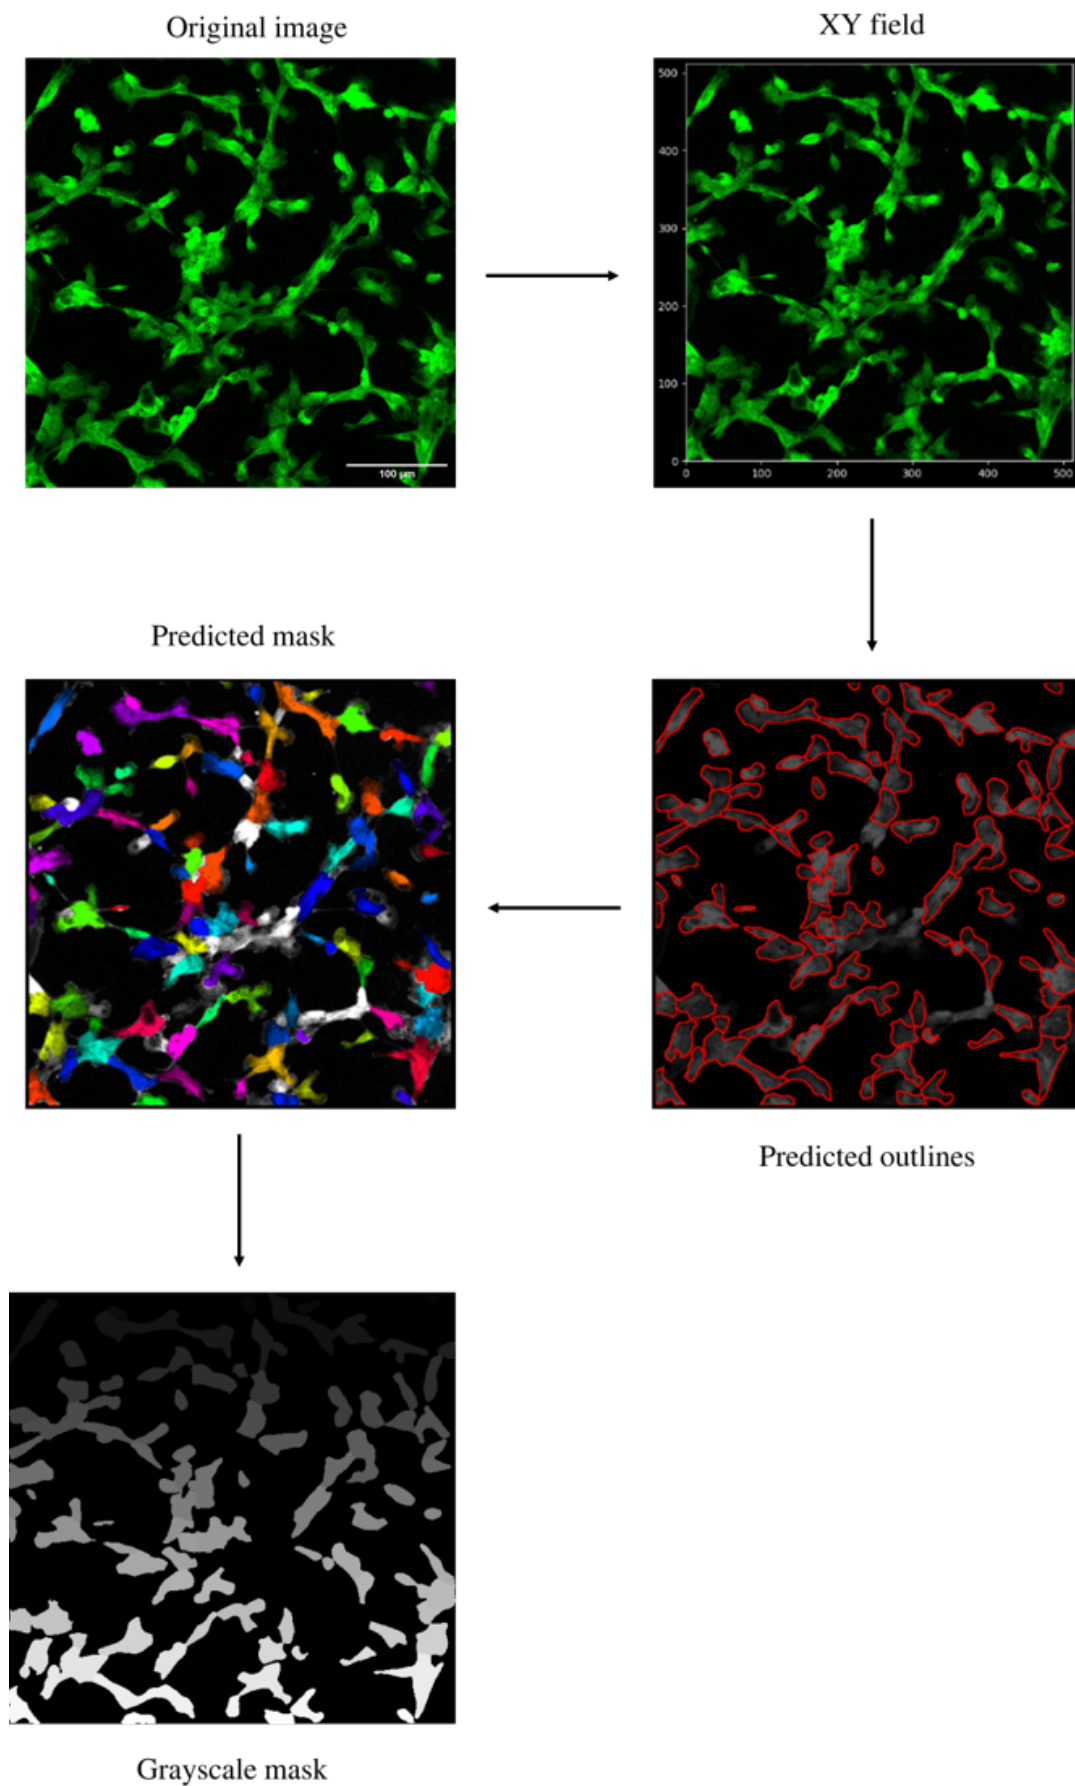 Original image
XY field
100 µm
500
400
300
200
100
0
0 100 200 300 400 500
Predicted mask
Predicted outlines
Grayscale mask